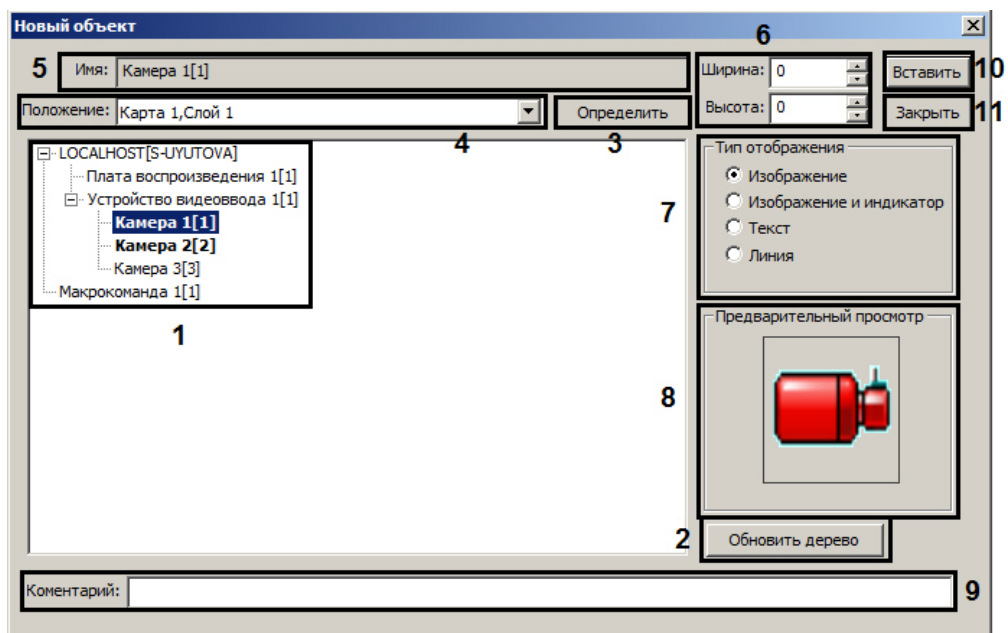 Новый объект
6
5 Имя: Камера 1[1] Ширина: 0 Вставить 10
Положение: Карта 1,Слой 1 Определить Высота: 0 Закрыть 11
4 3
LOCALHOST[S-UYUTOVA]
Плата воспроизведения 1[1]
Устройство видеоввода 1[1]
Камера 1[1]
Камера 2[2]
Камера 3[3]
Макрокоманда 1[1]
1
Тип отображения
Изображение
7 Изображение и индикатор
Текст
Линия
Предварительный просмотр
8
2 Обновить дерево
Коментарий: 9